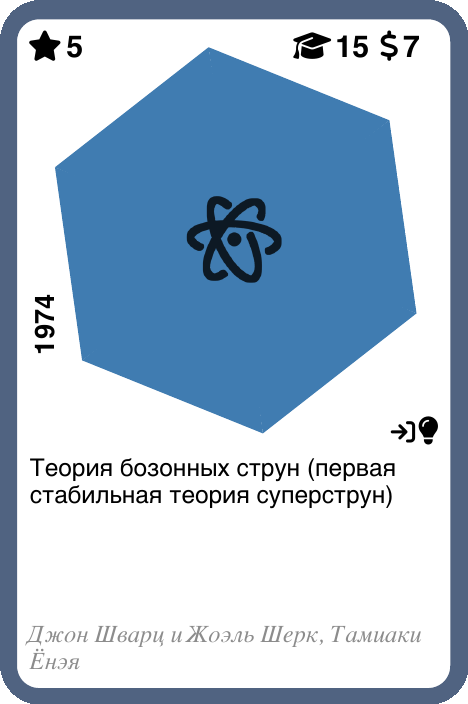 5
15 $7
1974
Теория бозонных струн (первая
стабильная теория суперструн)
Джон Шварц и Жоэль Шерк, Тамиаки
Ёнэя